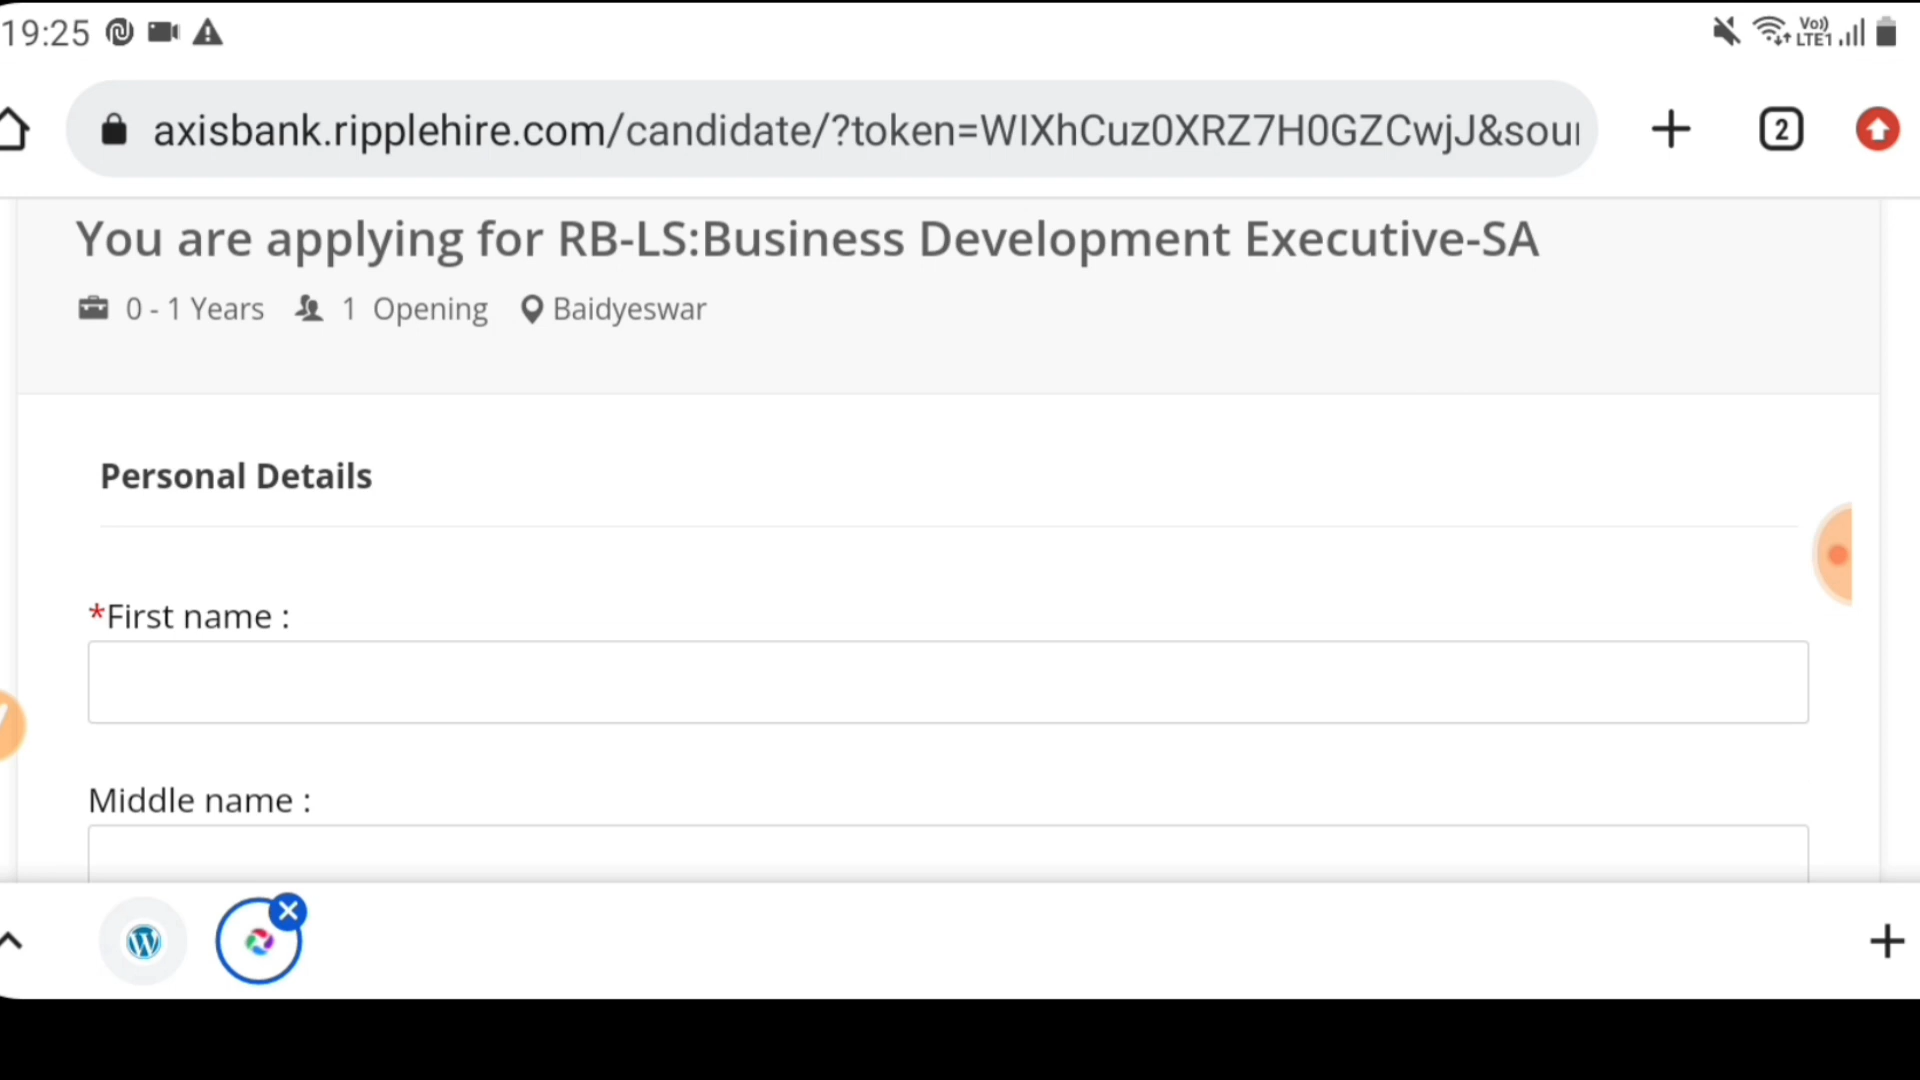 19:25
Vo)) LTE1
axisbank.ripplehire.com/candidate/?token=WIXhCuz0XRZ7H0GZCwjJ&sour
2
You are applying for RB-LS:Business Development Executive-SA
0 - 1 Years 1 Opening Baidyeswar
Personal Details
*First name :
Middle name :